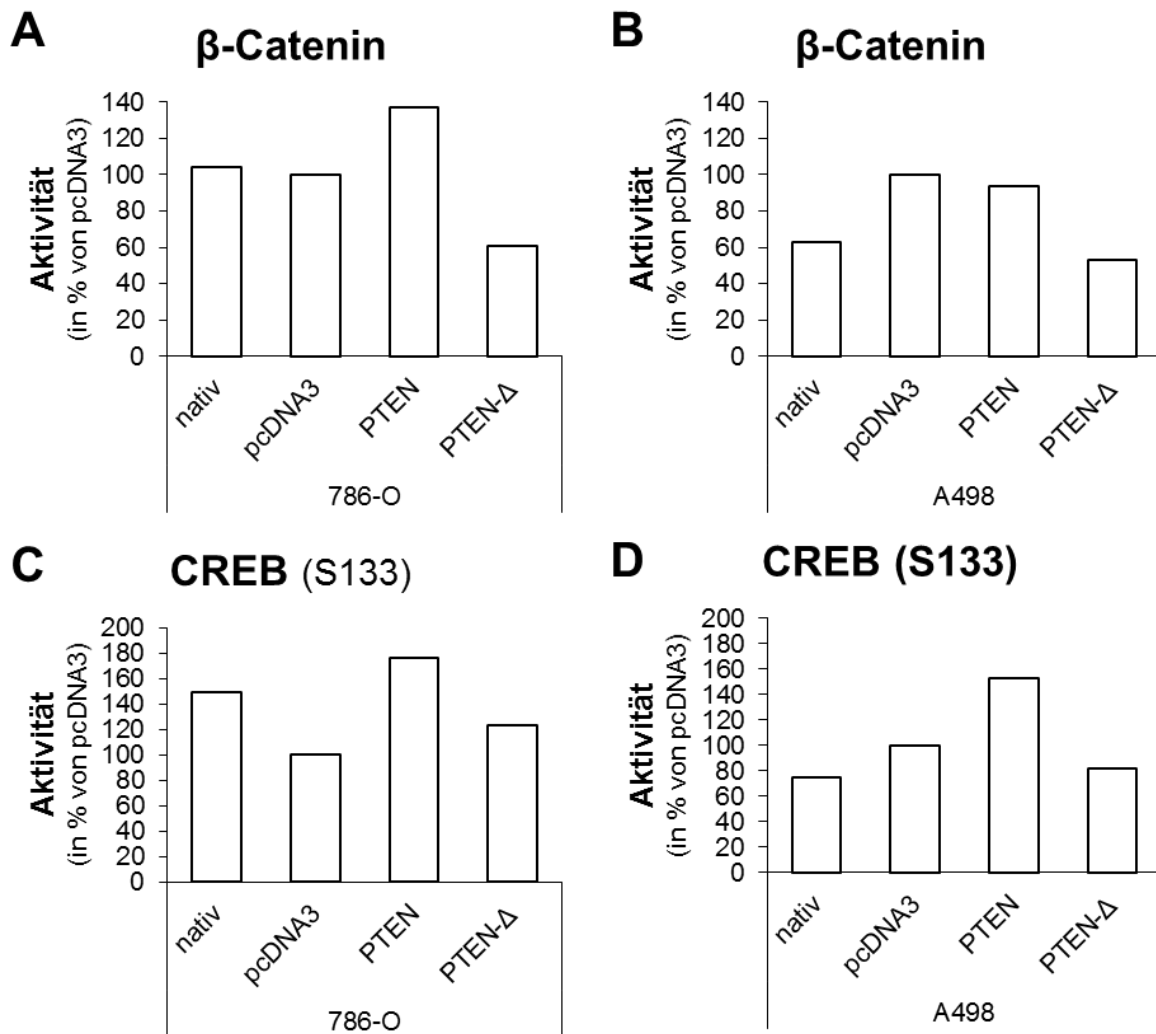 A
β-Catenin
Aktivität
(in % von pcDNA3)
140
120
100
80
60
40
20
0
nativ
pcDNA3
PTEN
PTEN-Δ
786-O
B
β-Catenin
Aktivität
(in % von pcDNA3)
140
120
100
80
60
40
20
0
nativ
pcDNA3
PTEN
PTEN-Δ
A498
C
CREB (S133)
Aktivität
(in % von pcDNA3)
200
180
160
140
120
100
80
60
40
20
0
nativ
pcDNA3
PTEN
PTEN-Δ
786-O
D
CREB (S133)
Aktivität
(in % von pcDNA3)
200
180
160
140
120
100
80
60
40
20
0
nativ
pcDNA3
PTEN
PTEN-Δ
A498